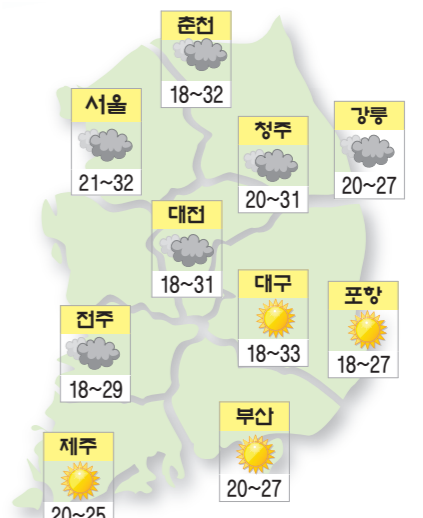 춘천
18~32
서울
21~32
강릉
20~27
청주
20~31
대전
18~31
대구
18~33
포항
18~27
전주
18~29
부산
20~27
제주
20~25